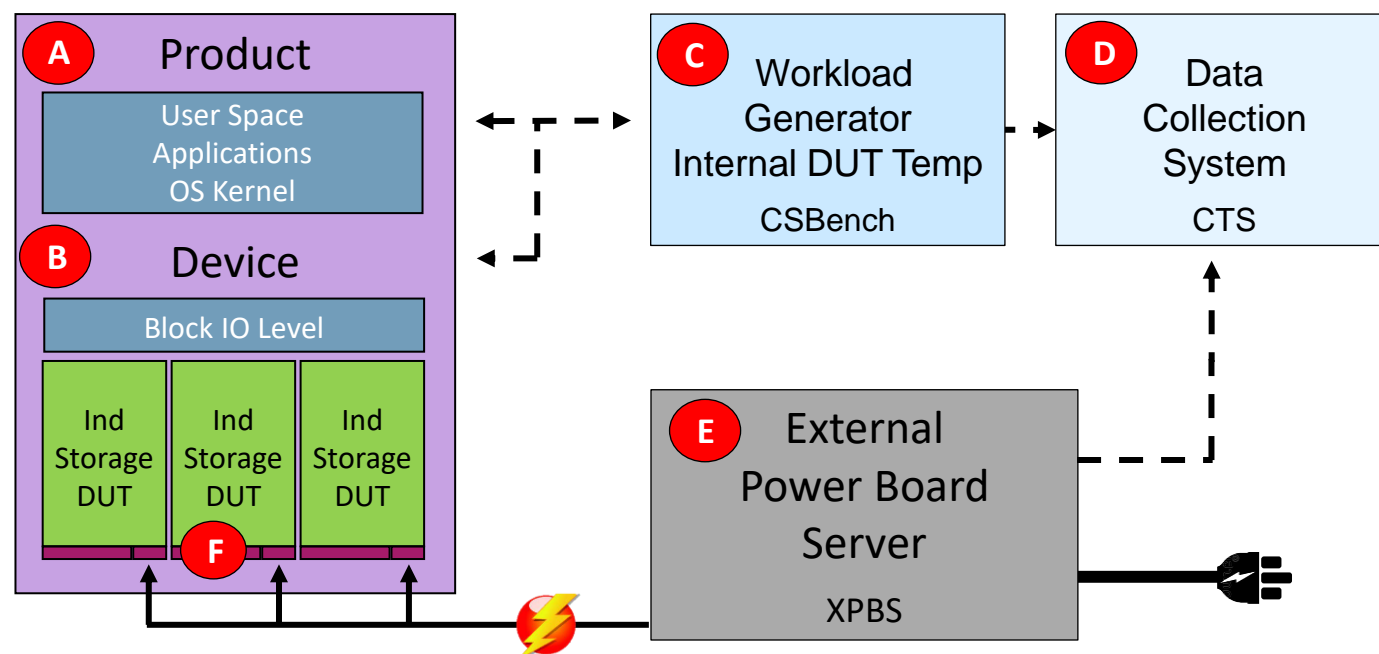 A
Product
User Space
Applications
OS Kernel
B
Device
Block IO Level
Ind
Storage
DUT
Ind
Storage
DUT
Ind
Storage
DUT
F
C
Workload
Generator
Internal DUT Temp
CSBench
D
Data
Collection
System
CTS
E
External
Power Board
Server
XPBS